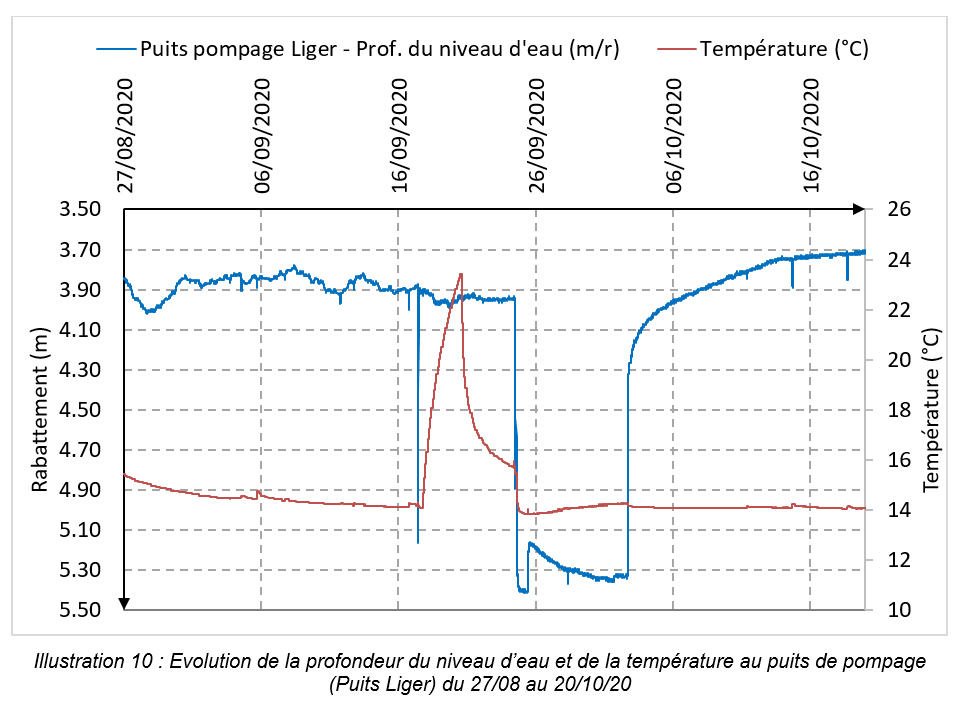 Puits pompage Liger - Prof. du niveau d'eau (m/r) Température (°C)
27/08/2020 06/09/2020 16/09/2020 26/09/2020 06/10/2020 16/10/2020
3.50 26
3.70 24
3.90 22
4.10 20
4.30 18
4.50 16
4.70 14
4.90 12
5.10 10
5.30
5.50
Rabattement (m)
Température (°C)
Illustration 10 : Evolution de la profondeur du niveau d’eau et de la température au puits de pompage
(Puits Liger) du 27/08 au 20/10/20